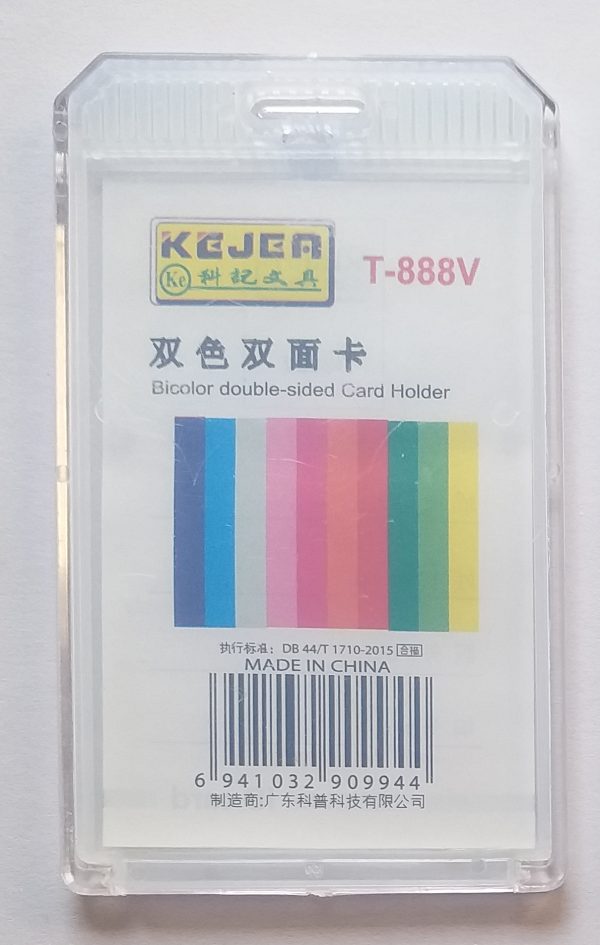 KEJEA
Ke 科記文具
T-888V
双色双面卡
Bicolor double-sided Card Holder
执行标准：DB 44/T 1710-2015 合格
MADE IN CHINA
6 941032 909944
制造商:广东科普科技有限公司